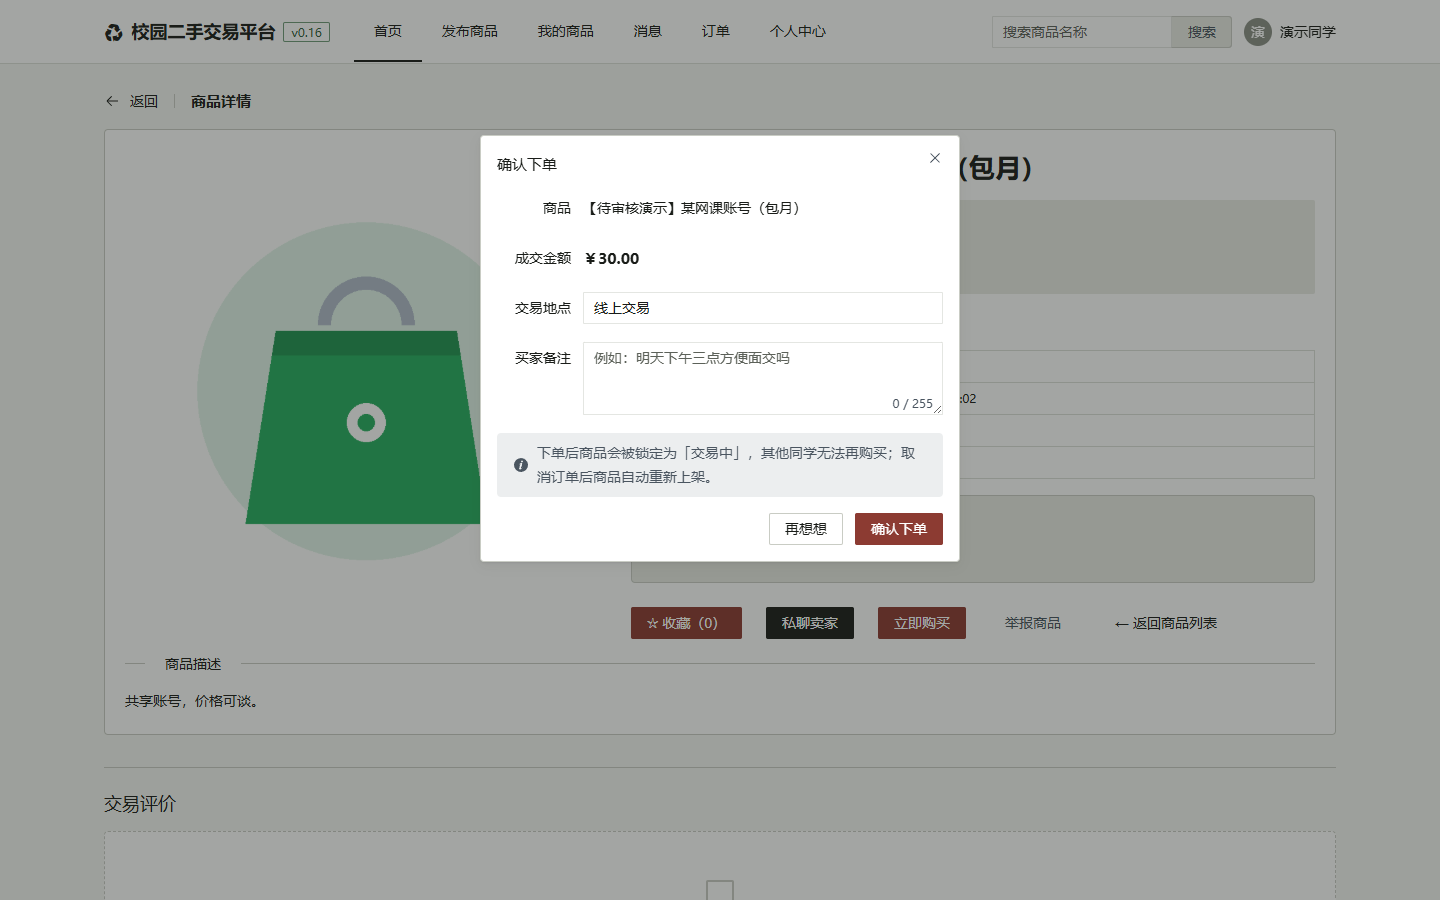 校园二手交易平台 v0.16 首页 发布商品 我的商品 消息 订单 个人中心 搜索商品名称 搜索 演 演示同学
← 返回 商品详情
(包月)
确认下单
商品 【待审核演示】某网课账号（包月）
成交金额 ¥30.00
交易地点 线上交易
买家备注 例如：明天下午三点方便面交吗
0 / 255
:02
下单后商品会被锁定为「交易中」，其他同学无法再购买；取
消订单后商品自动重新上架。
再想想 确认下单
☆ 收藏（0） 私聊卖家 立即购买 举报商品 ← 返回商品列表
商品描述
共享账号，价格可谈。
交易评价